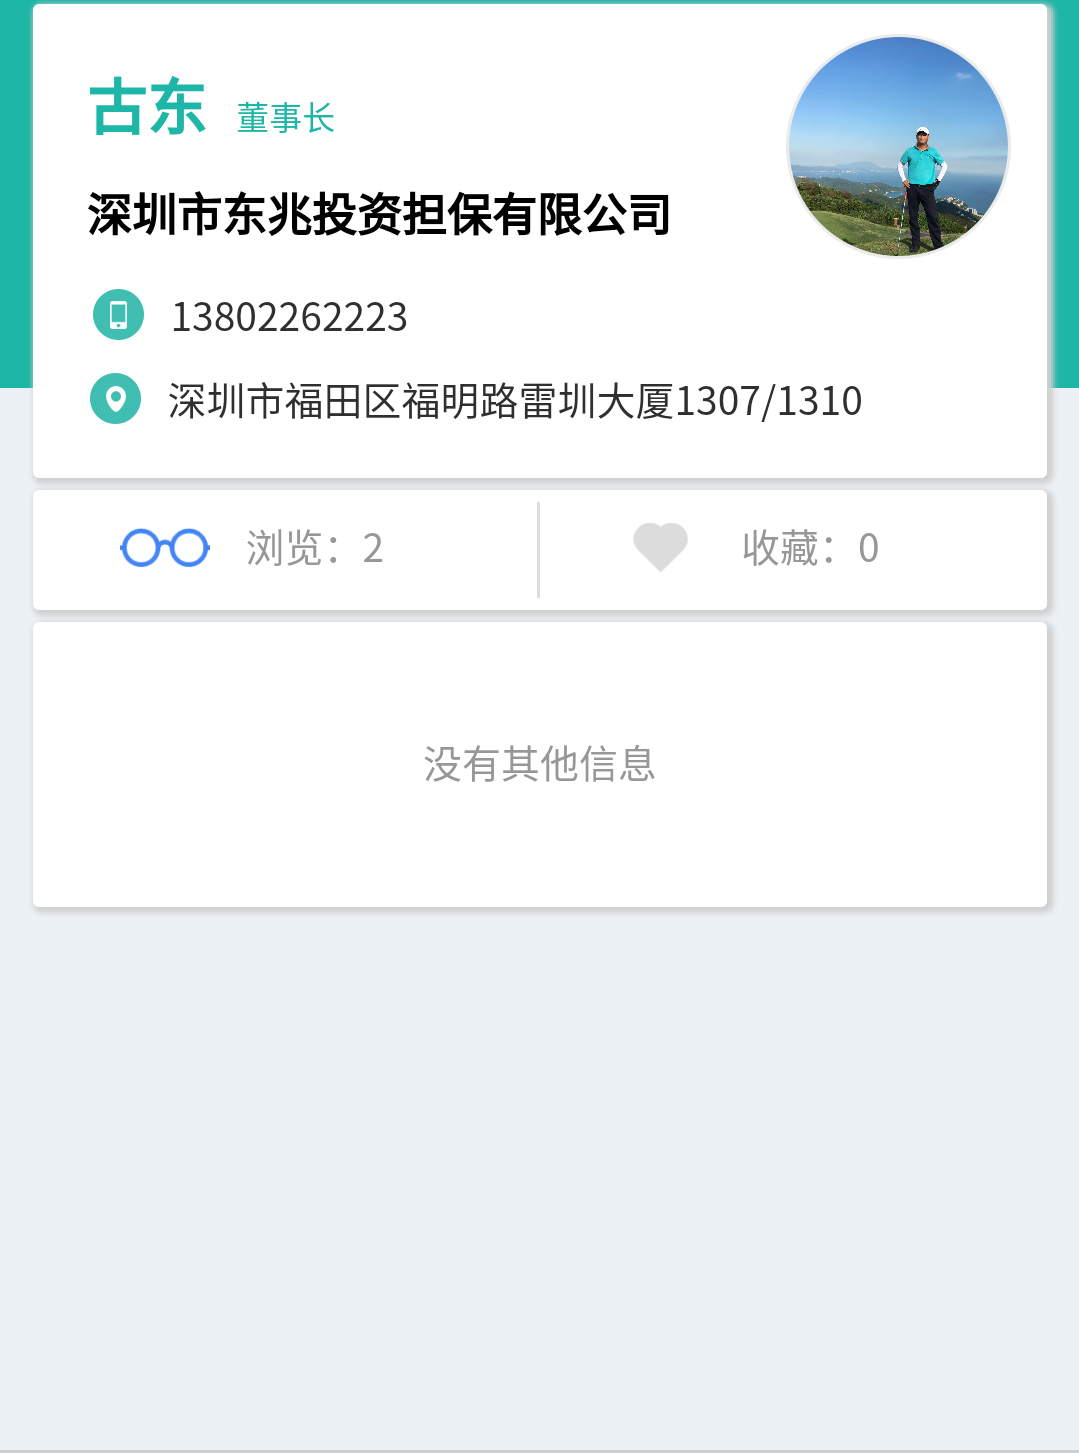 古东 董事长
深圳市东兆投资担保有限公司
13802262223
深圳市福田区福明路雷圳大厦1307/1310
浏览：2 收藏：0
没有其他信息